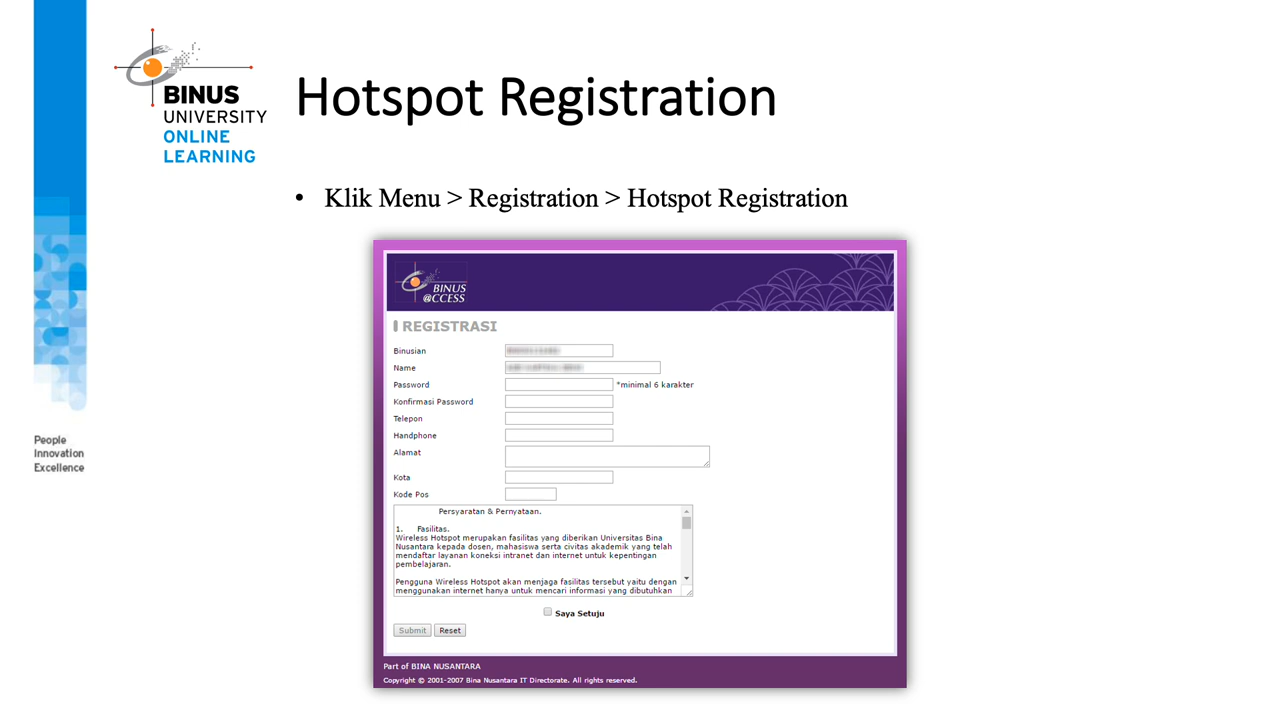 BINUS
UNIVERSITY
ONLINE
LEARNING
Hotspot Registration
• Klik Menu > Registration > Hotspot Registration
BINUS
@CCESS
REGISTRASI
Binusian
Name
Password *minimal 6 karakter
Konfirmasi Password
Telepon
Handphone
Alamat
Kota
Kode Pos
Persyaratan & Pernyataan.
1. Fasilitas.
Wireless Hotspot merupakan fasilitas yang diberikan Universitas Bina
Nusantara kepada dosen, mahasiswa serta civitas akademik yang telah
mendaftar layanan koneksi intranet dan internet untuk kepentingan
pembelajaran.
Pengguna Wireless Hotspot akan menjaga fasilitas tersebut yaitu dengan
menggunakan internet hanya untuk mencari informasi yang dibutuhkan
Saya Setuju
Submit Reset
Part of BINA NUSANTARA
Copyright © 2001-2007 Bina Nusantara IT Directorate. All rights reserved.
People
Innovation
Excellence